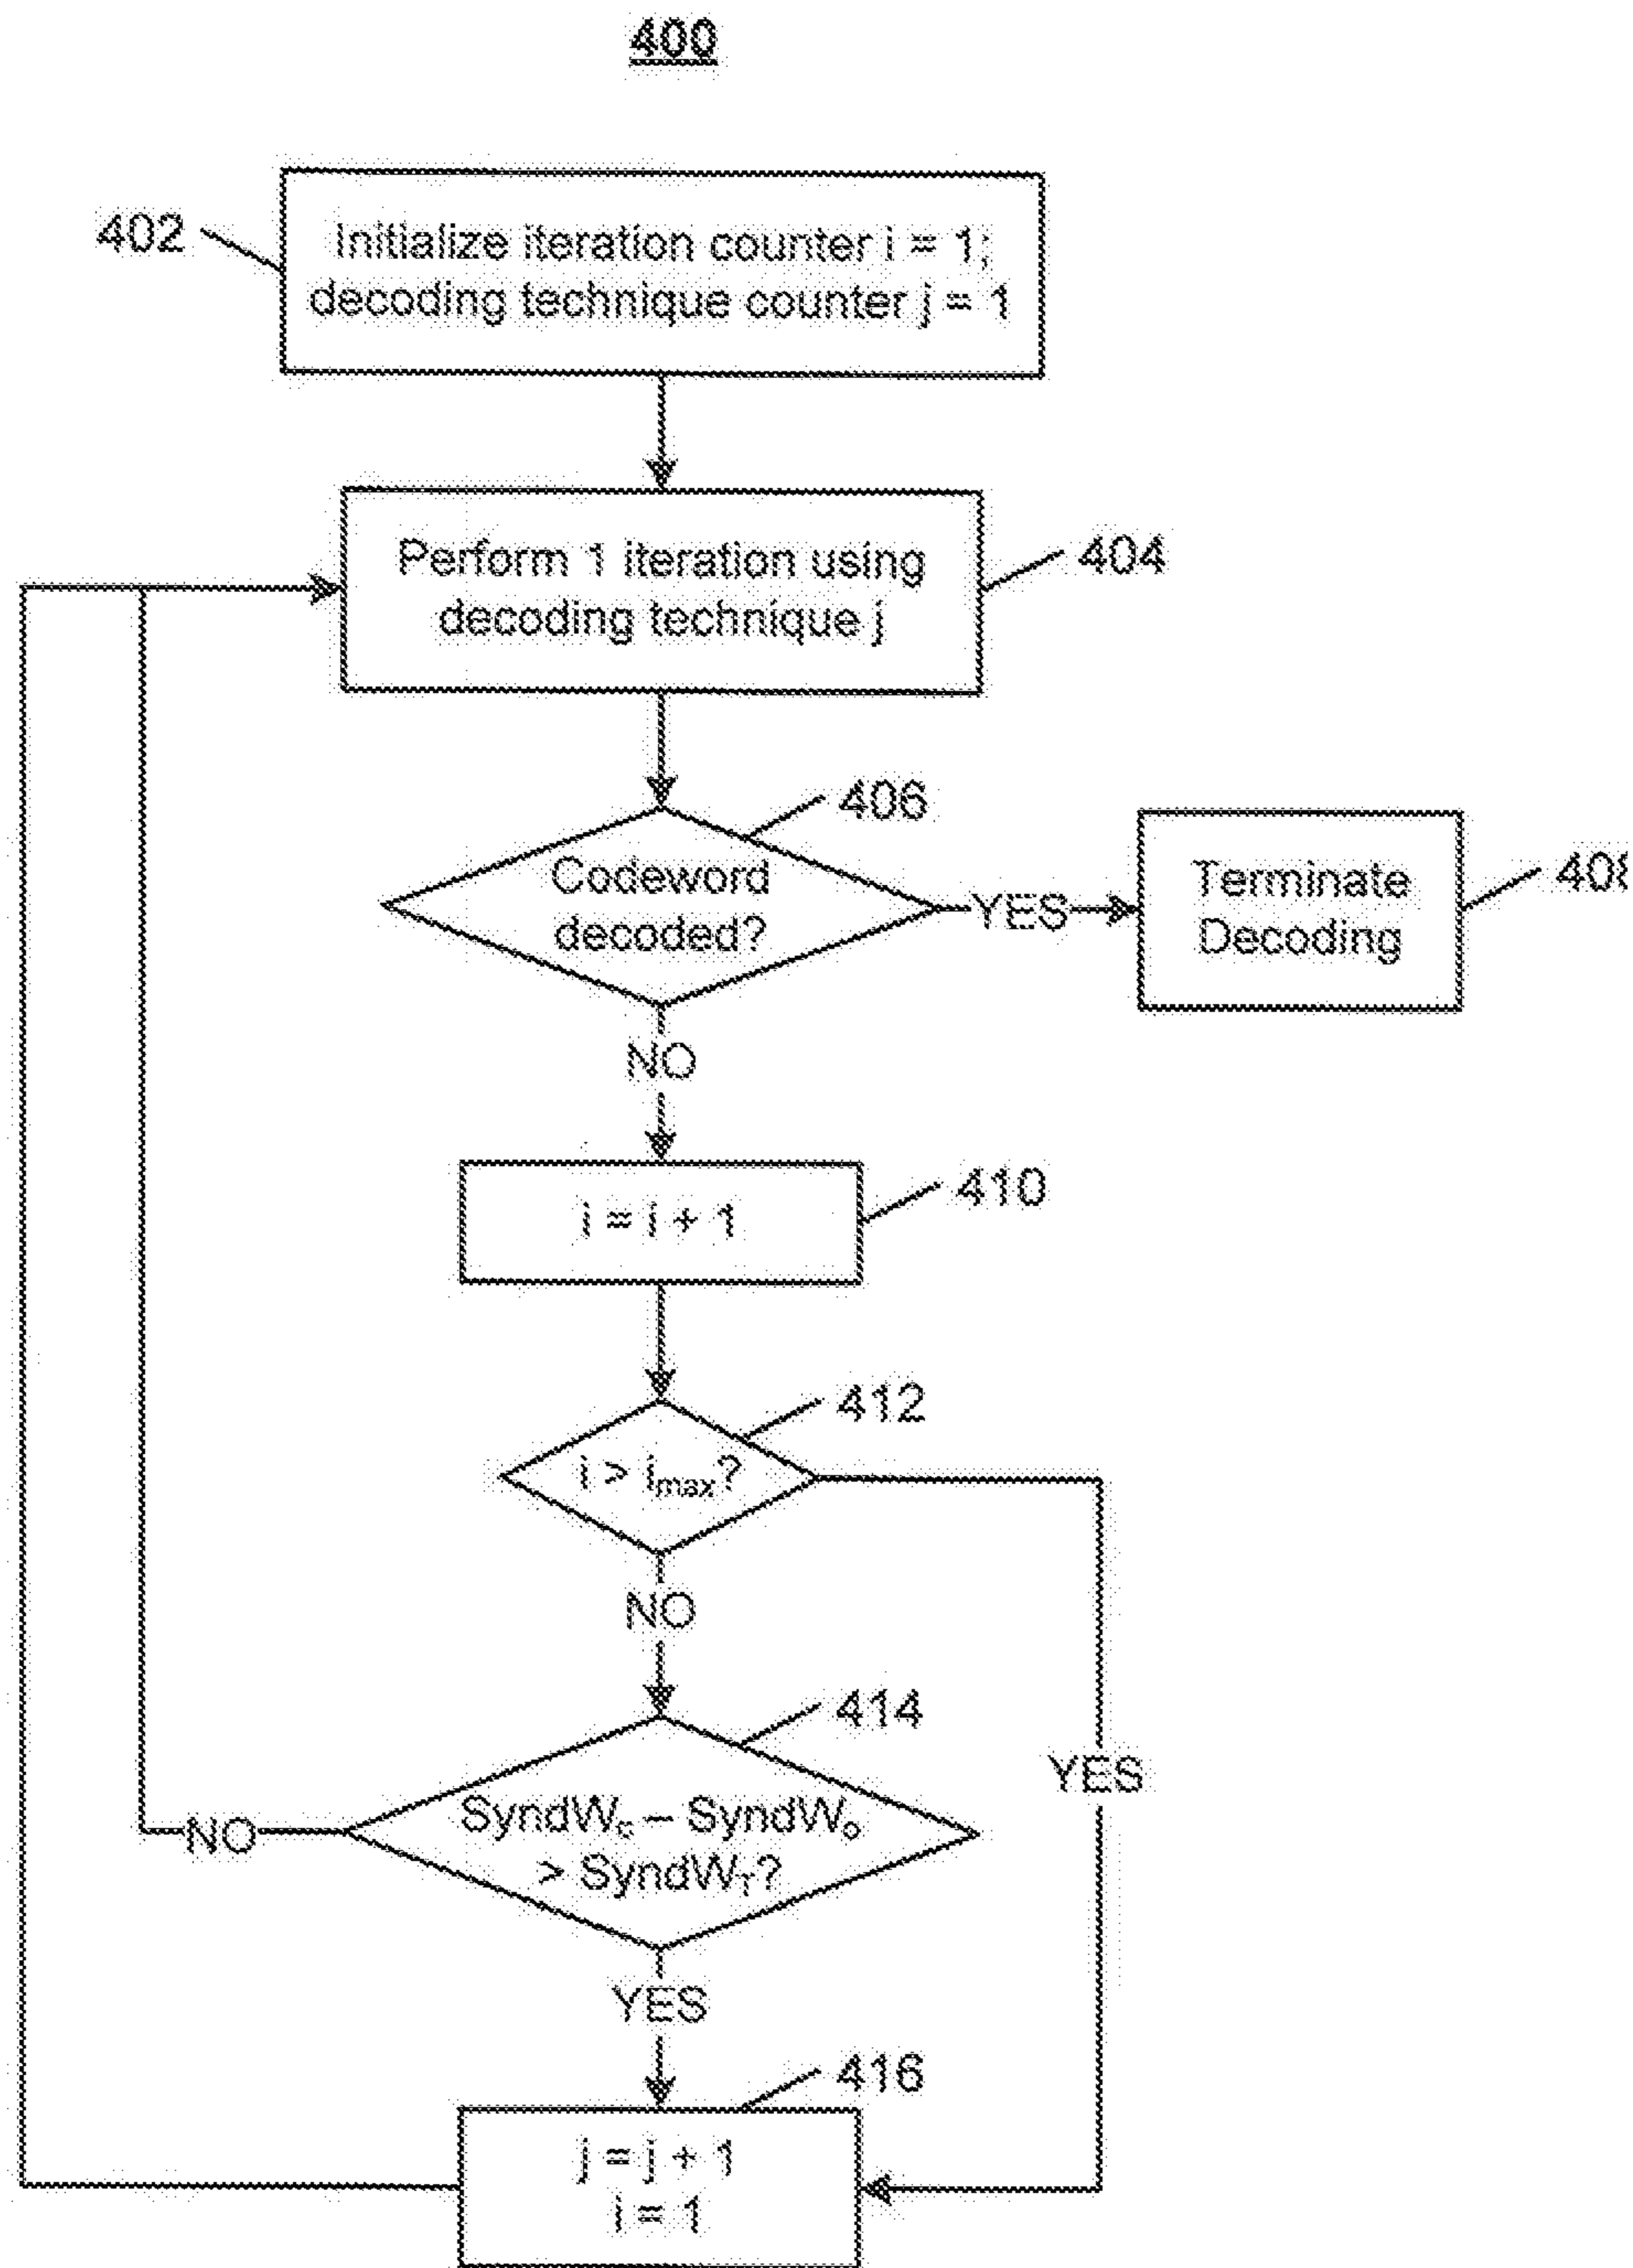 400
402
Initialize iteration counter i = 1;
decoding technique counter j = 1
Perform 1 iteration using
decoding technique j
404
406
Codeword
decoded?
YES
Terminate
Decoding
408
NO
i = i + 1
410
412
i > imax?
NO
YES
414
SyndWc – SyndWo
> SyndWT?
NO
YES
416
j = j + 1
i = 1